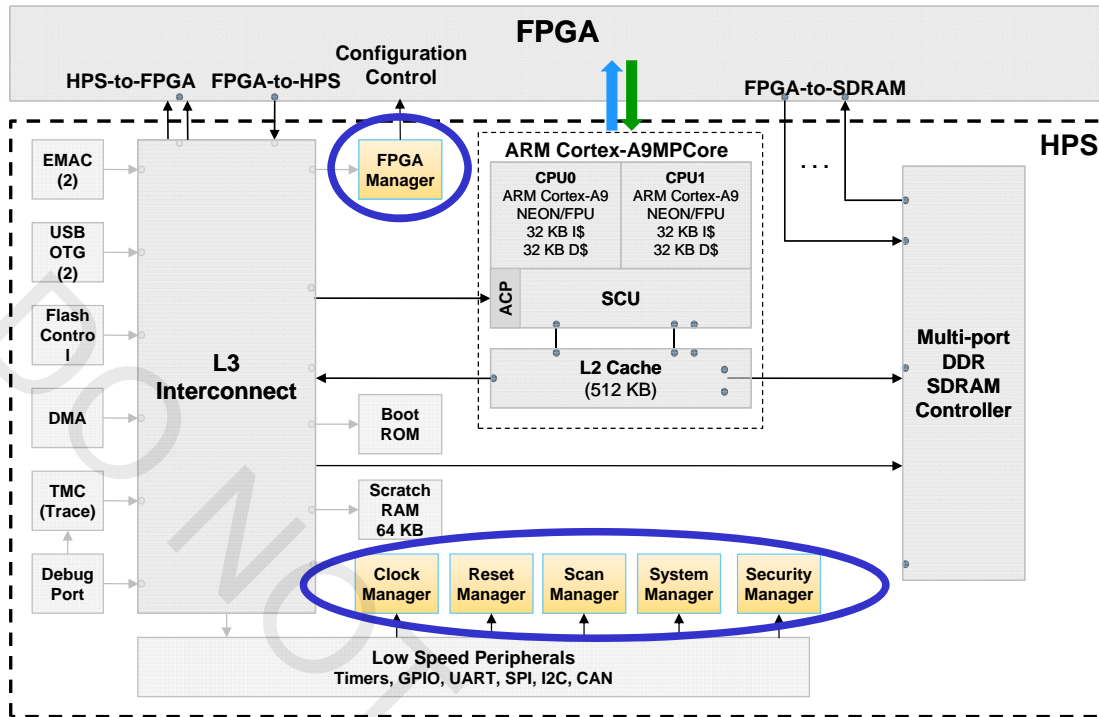 FPGA
Configuration
Control
HPS-to-FPGA
FPGA-to-HPS
FPGA-to-SDRAM
HPS
EMAC
(2)
USB
OTG
(2)
Flash
Contro
l
DMA
TMC
(Trace)
Debug
Port
L3
Interconnect
FPGA
Manager
ARM Cortex-A9MPCore
CPU0
ARM Cortex-A9
NEON/FPU
32 KB I$
32 KB D$
CPU1
ARM Cortex-A9
NEON/FPU
32 KB I$
32 KB D$
ACP
SCU
L2 Cache
(512 KB)
. . .
Multi-port
DDR
SDRAM
Controller
Boot
ROM
Scratch
RAM
64 KB
Clock
Manager
Reset
Manager
Scan
Manager
System
Manager
Security
Manager
Low Speed Peripherals
Timers, GPIO, UART, SPI, I2C, CAN
DO NOT